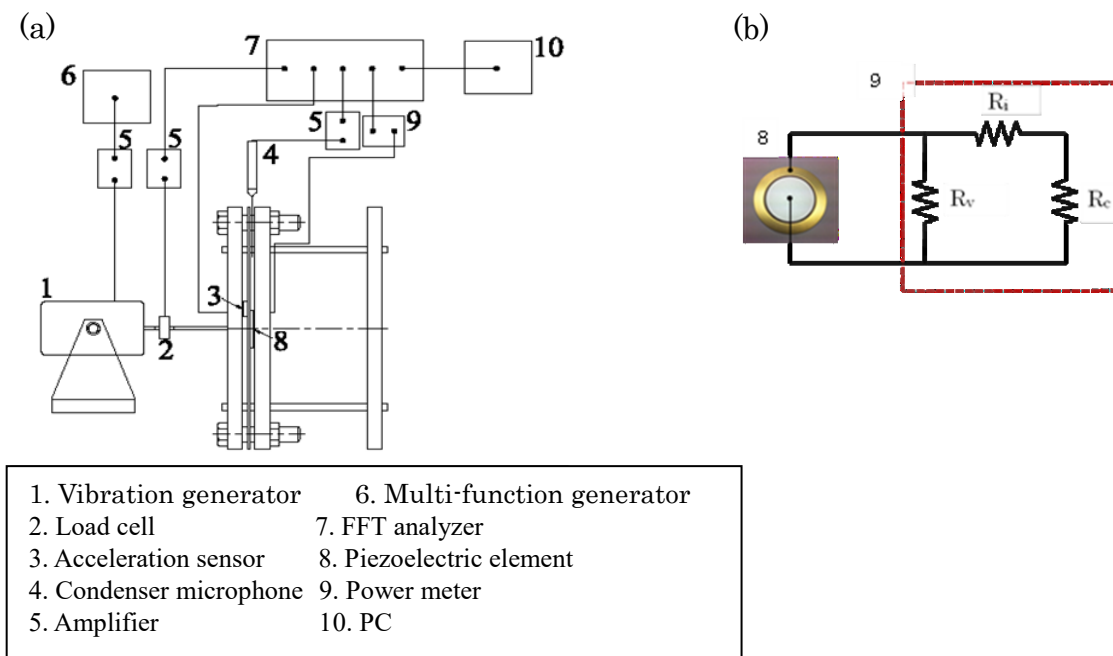 (a)
(b)
7
10
6
9
5
5
5
9
4
8
R₁
Rᵥ
R꜀
1
3
2
8
1. Vibration generator 6. Multi-function generator
2. Load cell 7. FFT analyzer
3. Acceleration sensor 8. Piezoelectric element
4. Condenser microphone 9. Power meter
5. Amplifier 10. PC